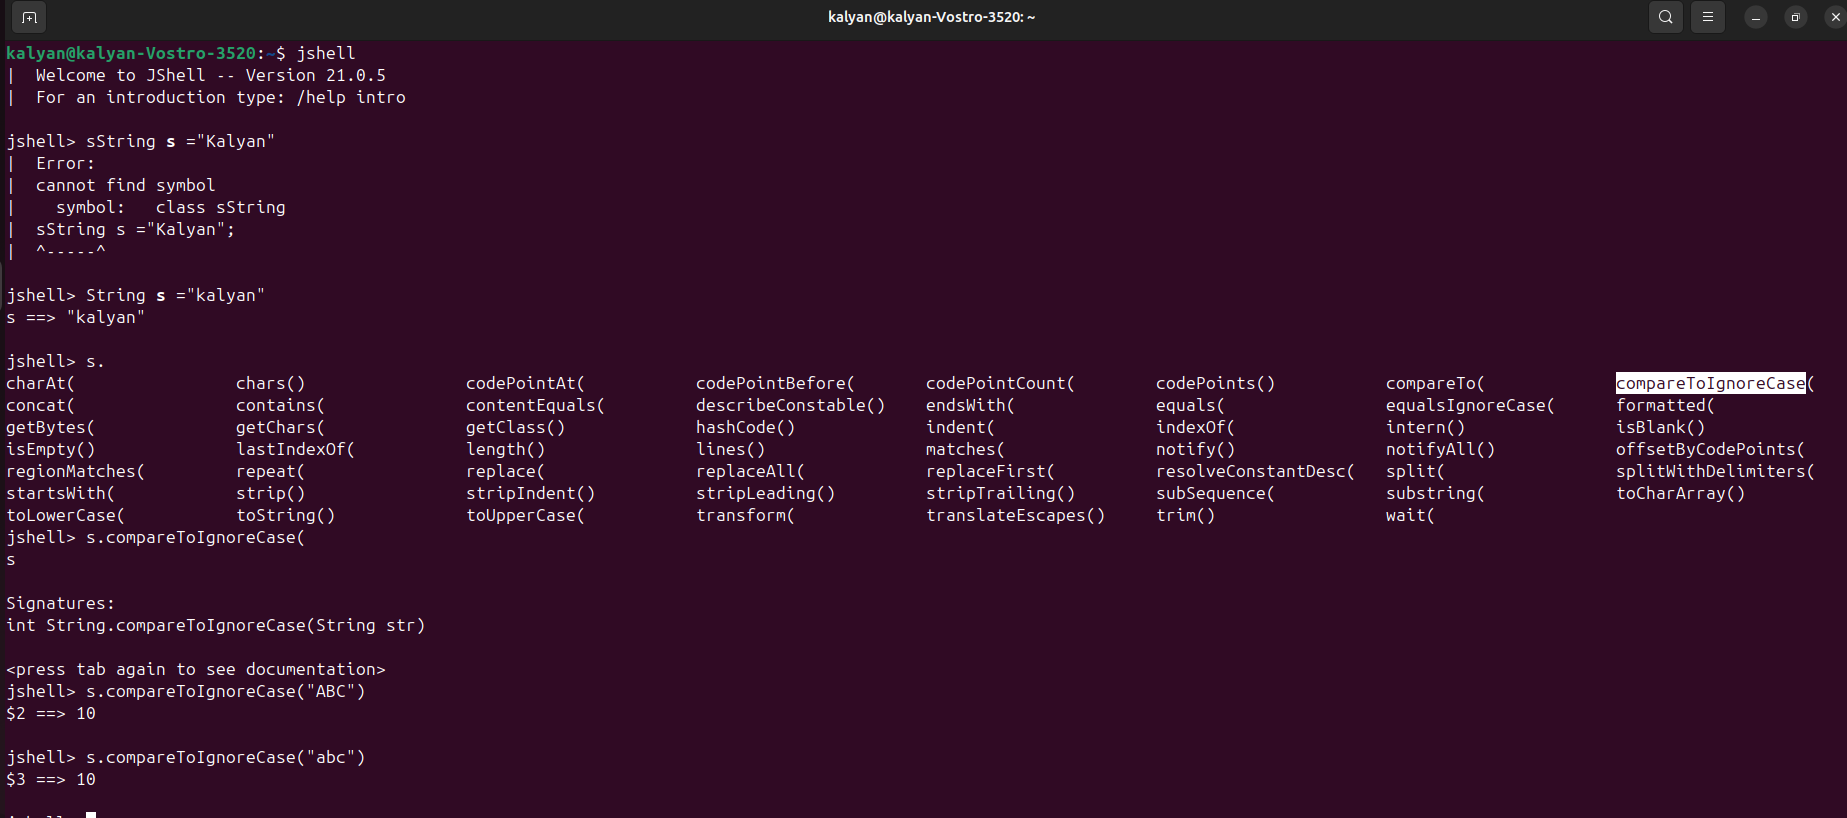 kalyan@kalyan-Vostro-3520: ~
kalyan@kalyan-Vostro-3520:~$ jshell
|  Welcome to JShell -- Version 21.0.5
|  For an introduction type: /help intro
jshell> sString s ="Kalyan"
|  Error:
|  cannot find symbol
|    symbol:   class sString
|  sString s ="Kalyan";
|  ^-----^
jshell> String s ="kalyan"
s ==> "kalyan"
jshell> s.
charAt(                chars()                codePointAt(           codePointBefore(       codePointCount(        codePoints()           compareTo(             compareToIgnoreCase(
concat(                contains(              contentEquals(         describeConstable()    endsWith(              equals(                equalsIgnoreCase(      formatted(
getBytes(              getChars(              getClass()             hashCode()             indent(                indexOf(               intern()               isBlank()
isEmpty()              lastIndexOf(           length()               lines()                matches(               notify()               notifyAll()            offsetByCodePoints(
regionMatches(         repeat(                replace(               replaceAll(            replaceFirst(          resolveConstantDesc(   split(                 splitWithDelimiters(
startsWith(            strip()                stripIndent()          stripLeading()         stripTrailing()        subSequence(           substring(             toCharArray()
toLowerCase(           toString()             toUpperCase(           transform(             translateEscapes()     trim()                 wait(
jshell> s.compareToIgnoreCase(
s
Signatures:
int String.compareToIgnoreCase(String str)
<press tab again to see documentation>
jshell> s.compareToIgnoreCase("ABC")
$2 ==> 10
jshell> s.compareToIgnoreCase("abc")
$3 ==> 10